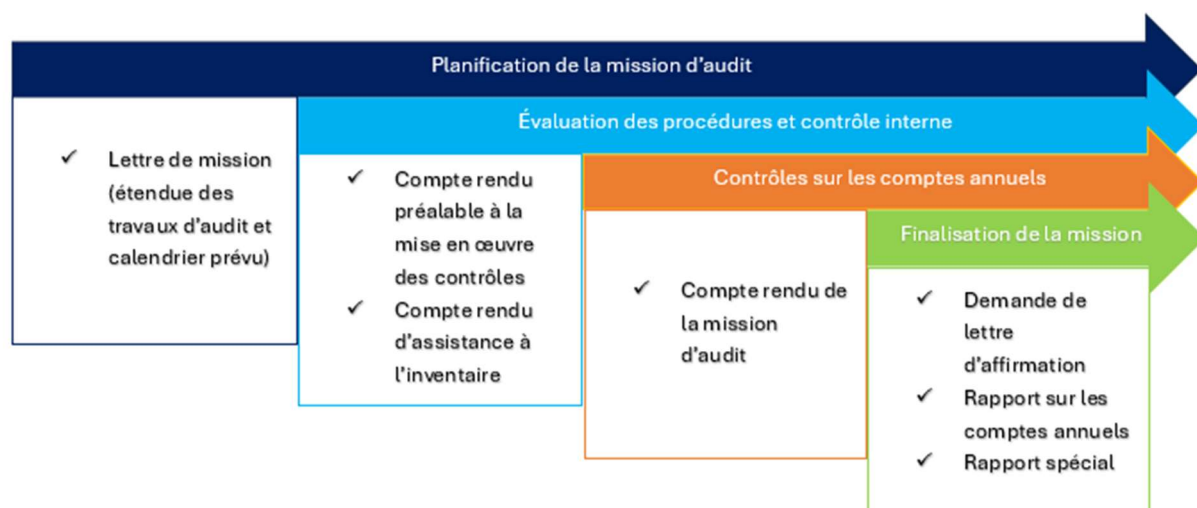 Planification de la mission d'audit
Évaluation des procédures et contrôle interne
Contrôles sur les comptes annuels
Finalisation de la mission
✓ Lettre de mission
(étendue des
travaux d'audit et
calendrier prévu)
✓ Compte rendu
préalable à la
mise en œuvre
des contrôles
✓ Compte rendu
d'assistance à
l'inventaire
✓ Compte rendu de
la mission
d'audit
✓ Demande de
lettre
d'affirmation
✓ Rapport sur les
comptes annuels
✓ Rapport spécial